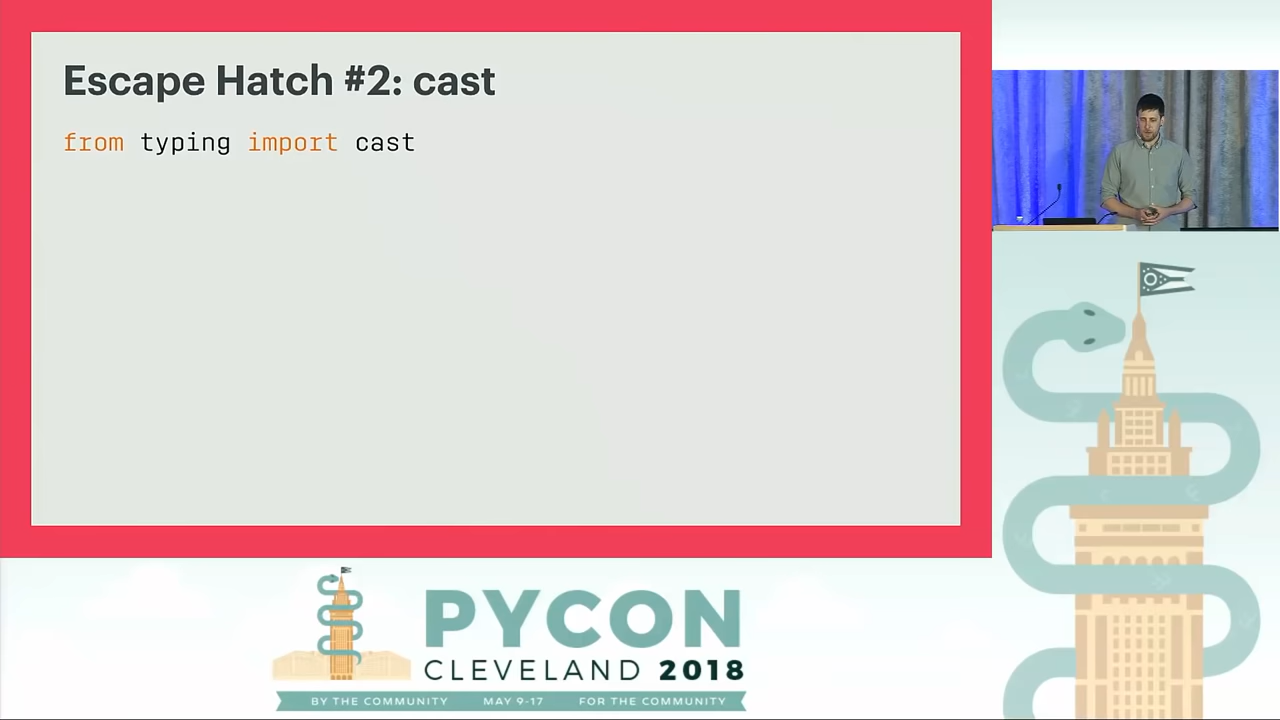 Escape Hatch #2: cast
from typing import cast
PYCON
CLEVELAND 2018
BY THE COMMUNITY MAY 9-17 FOR THE COMMUNITY